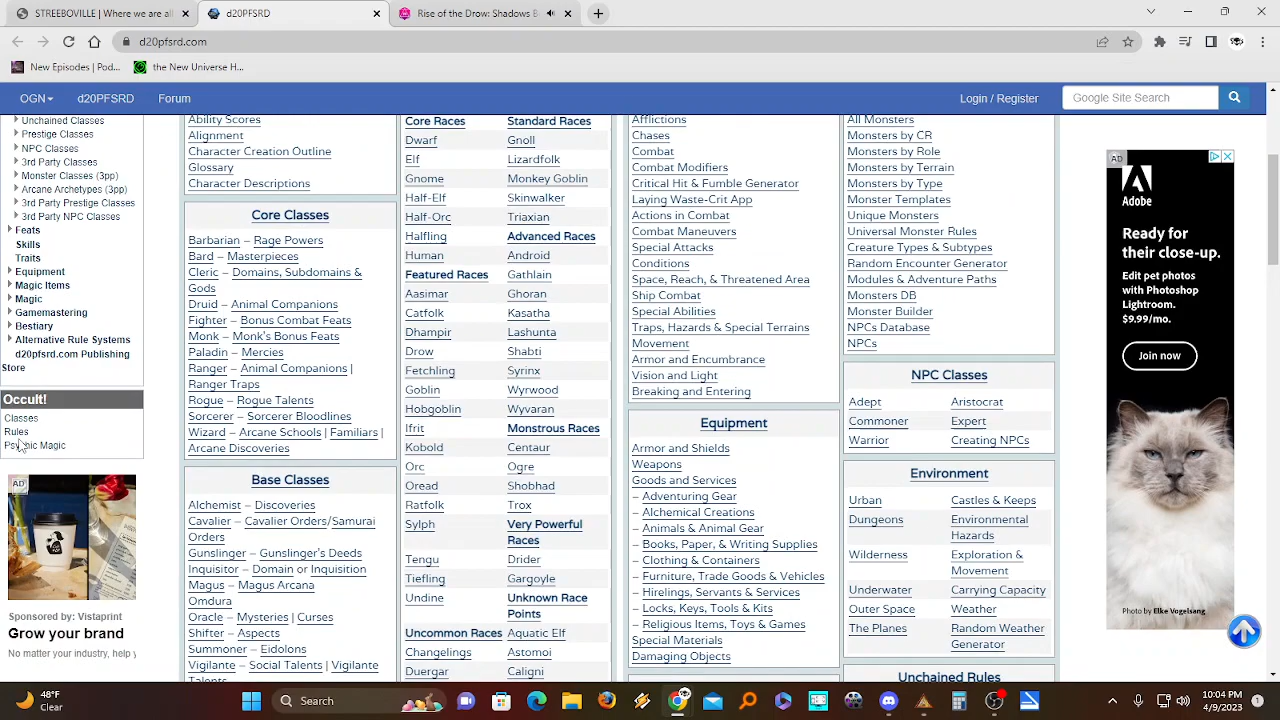 STREEBOVILLE | Where we are all
d20PFSRD
Rise of the Drow: Shadows B
d20pfsrd.com
New Episodes | Pod...
the New Universe H...
OGN
d20PFSRD
Forum
Login / Register
Google Site Search
Unchained Classes
Prestige Classes
NPC Classes
3rd Party Classes
Monster Classes (3pp)
Arcane Archetypes (3pp)
3rd Party Prestige Classes
3rd Party NPC Classes
Feats
Skills
Traits
Equipment
Magic Items
Magic
Gamemastering
Bestiary
Alternative Rule Systems
d20pfsrd.com Publishing
Store
Occult!
Classes
Rules
Magic
AD
Sponsored by: Vistaprint
Grow your brand
No matter your industry, help y
Ability Scores
Alignment
Character Creation Outline
Glossary
Character Descriptions
Core Classes
Barbarian – Rage Powers
Bard – Masterpieces
Cleric – Domains, Subdomains &
Gods
Druid – Animal Companions
Fighter – Bonus Combat Feats
Monk – Monk's Bonus Feats
Paladin – Mercies
Ranger – Animal Companions |
Ranger Traps
Rogue – Rogue Talents
Sorcerer – Sorcerer Bloodlines
Wizard – Arcane Schools | Familiars |
Arcane Discoveries
Base Classes
Alchemist – Discoveries
Cavalier – Cavalier Orders/Samurai
Orders
Gunslinger – Gunslinger's Deeds
Inquisitor – Domain or Inquisition
Magus – Magus Arcana
Omdura
Oracle – Mysteries | Curses
Shifter – Aspects
Summoner – Eidolons
Vigilante – Social Talents | Vigilante
Talents
Core Races
Standard Races
Dwarf
Gnoll
Elf
Lizardfolk
Gnome
Monkey Goblin
Half-Elf
Skinwalker
Half-Orc
Triaxian
Halfling
Advanced Races
Human
Android
Featured Races
Gathlain
Aasimar
Ghoran
Catfolk
Kasatha
Dhampir
Lashunta
Drow
Shabti
Fetchling
Syrinx
Goblin
Wyrwood
Hobgoblin
Wyvaran
Ifrit
Monstrous Races
Kobold
Centaur
Orc
Ogre
Oread
Shobhad
Ratfolk
Trox
Sylph
Very Powerful
Races
Tengu
Drider
Tiefling
Gargoyle
Undine
Unknown Race
Points
Uncommon Races
Aquatic Elf
Changelings
Astomoi
Duergar
Caligni
Afflictions
Chases
Combat
Combat Modifiers
Critical Hit & Fumble Generator
Laying Waste-Crit App
Actions in Combat
Combat Maneuvers
Special Attacks
Conditions
Space, Reach, & Threatened Area
Ship Combat
Special Abilities
Traps, Hazards & Special Terrains
Movement
Armor and Encumbrance
Vision and Light
Breaking and Entering
Equipment
Armor and Shields
Weapons
Goods and Services
– Adventuring Gear
– Alchemical Creations
– Animals & Animal Gear
– Books, Paper, & Writing Supplies
– Clothing & Containers
– Furniture, Trade Goods & Vehicles
– Hirelings, Servants & Services
– Locks, Keys, Tools & Kits
– Religious Items, Toys & Games
Special Materials
Damaging Objects
All Monsters
Monsters by CR
Monsters by Role
Monsters by Terrain
Monsters by Type
Monster Templates
Unique Monsters
Universal Monster Rules
Creature Types & Subtypes
Random Encounter Generator
Modules & Adventure Paths
Monsters DB
Monster Builder
NPCs Database
NPCs
NPC Classes
Adept
Aristocrat
Commoner
Expert
Warrior
Creating NPCs
Environment
Urban
Castles & Keeps
Dungeons
Environmental
Hazards
Wilderness
Exploration &
Movement
Underwater
Carrying Capacity
Outer Space
Weather
The Planes
Random Weather
Generator
Unchained Rules
AD
Adobe
Ready for
their close-up.
Edit pet photos
with Photoshop
Lightroom.
$9.99/mo.
Join now
Photo by Elke Vogelsang.
48°F
Clear
Search
10:04 PM
4/9/2023